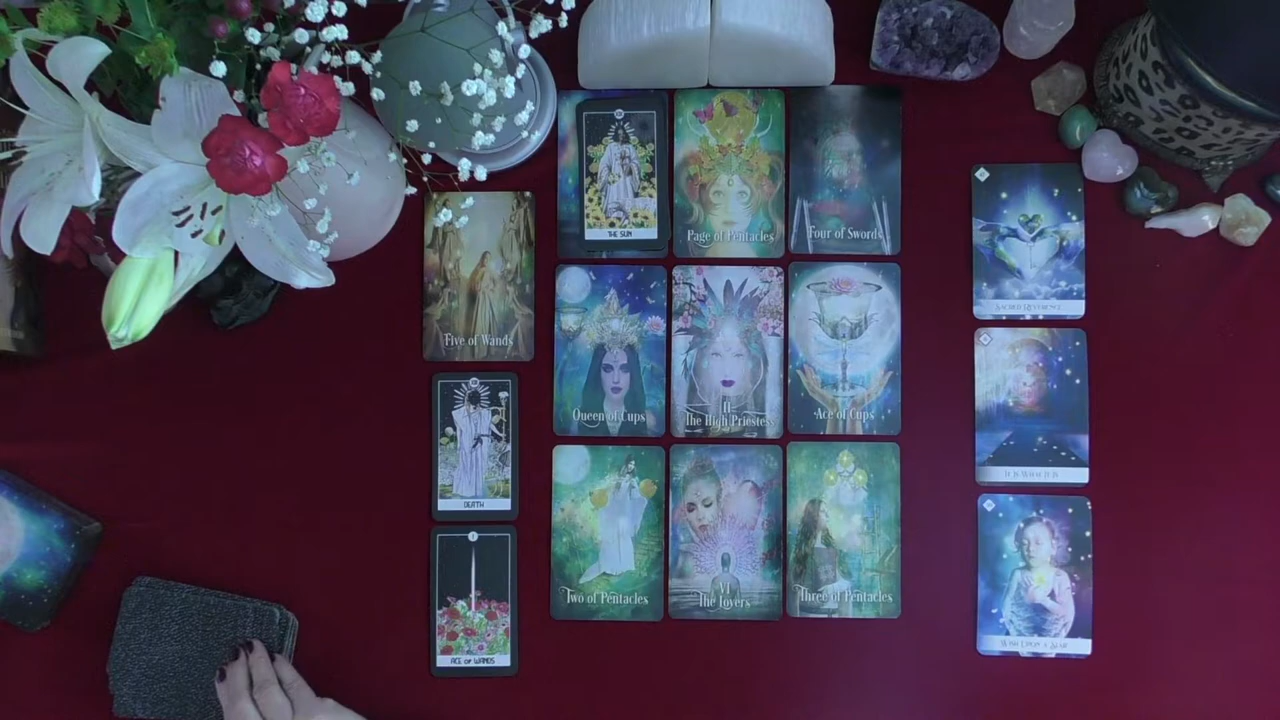 THE SUN
Page of Pentacles
Four of Swords
Five of Wands
Queen of Cups
II
The High Priestess
Ace of Cups
DEATH
I
ACE OF WANDS
Two of Pentacles
VI
The Lovers
Three of Pentacles
SACRED REVERENCE
IT IS WHAT IT IS
WISH UPON A STAR